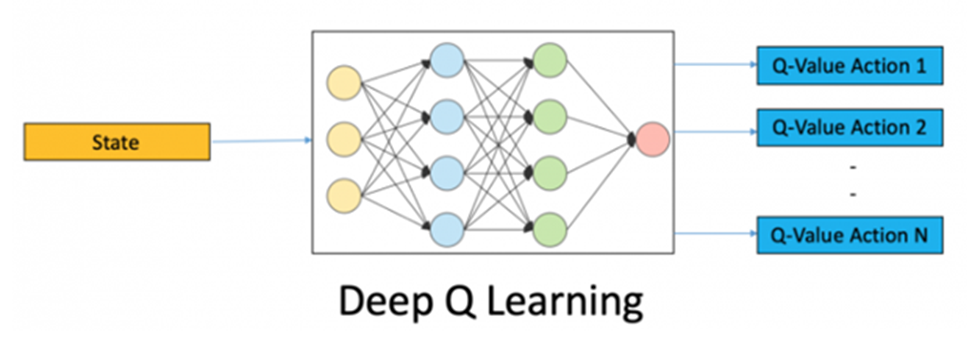 State
Q-Value Action 1
Q-Value Action 2
-
-
Q-Value Action N
Deep Q Learning